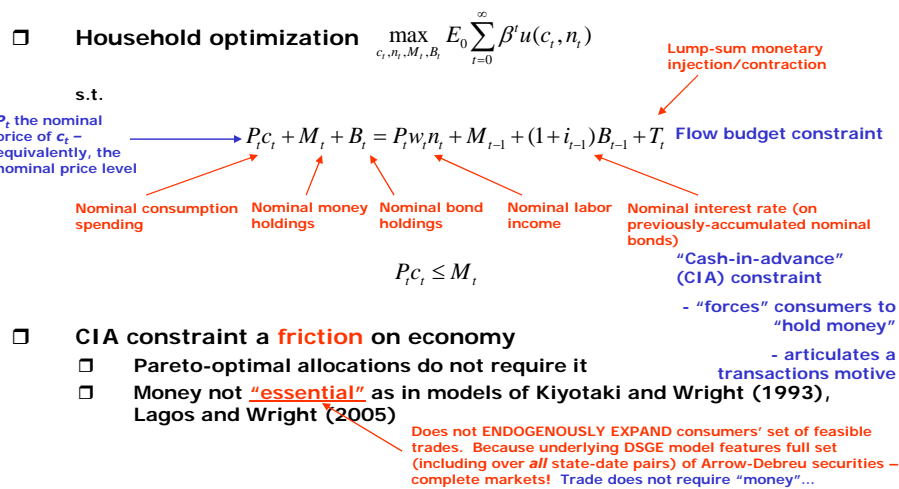 ❑ Household optimization max_{c_t,n_t,M_t,B_t} E_0 ∑_{t=0}^{∞} β^t u(c_t, n_t)
Lump-sum monetary
injection/contraction
s.t.
P_t the nominal
price of c_t –
equivalently, the
nominal price level
P_t c_t + M_t + B_t = P_t w_t n_t + M_{t-1} + (1 + i_{t-1})B_{t-1} + T_t Flow budget constraint
Nominal consumption
spending
Nominal money
holdings
Nominal bond
holdings
Nominal labor
income
Nominal interest rate (on
previously-accumulated nominal
bonds)
P_t c_t ≤ M_t
"Cash-in-advance"
(CIA) constraint
- "forces" consumers to
"hold money"
- articulates a
transactions motive
❑ CIA constraint a friction on economy
❑ Pareto-optimal allocations do not require it
❑ Money not "essential" as in models of Kiyotaki and Wright (1993),
Lagos and Wright (2005)
Does not ENDOGENOUSLY EXPAND consumers' set of feasible
trades. Because underlying DSGE model features full set
(including over all state-date pairs) of Arrow-Debreu securities –
complete markets! Trade does not require "money"...